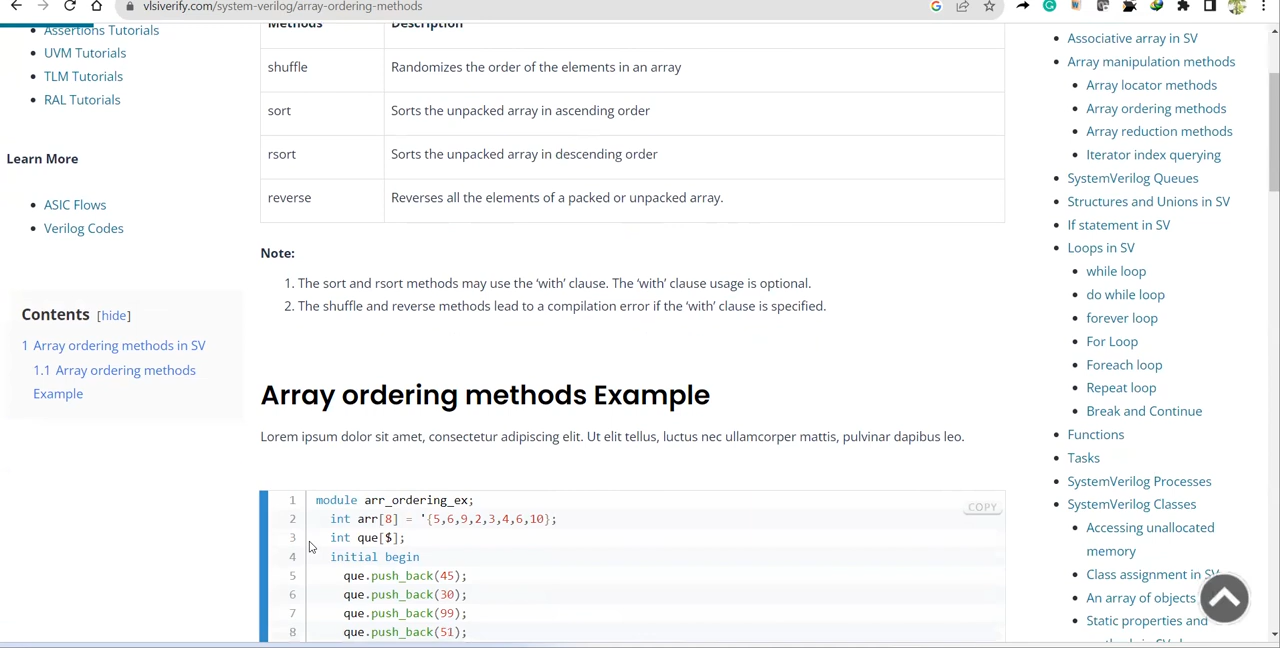 vlsiverify.com/system-verilog/array-ordering-methods
Assertions Tutorials
UVM Tutorials
TLM Tutorials
RAL Tutorials
Learn More
ASIC Flows
Verilog Codes
Contents [hide]
1 Array ordering methods in SV
1.1 Array ordering methods
Example
Methods Description
shuffle Randomizes the order of the elements in an array
sort Sorts the unpacked array in ascending order
rsort Sorts the unpacked array in descending order
reverse Reverses all the elements of a packed or unpacked array.
Note:
1. The sort and rsort methods may use the ‘with’ clause. The ‘with’ clause usage is optional.
2. The shuffle and reverse methods lead to a compilation error if the ‘with’ clause is specified.
Array ordering methods Example
Lorem ipsum dolor sit amet, consectetur adipiscing elit. Ut elit tellus, luctus nec ullamcorper mattis, pulvinar dapibus leo.
COPY
1 module arr_ordering_ex;
2 int arr[8] = '{5,6,9,2,3,4,6,10};
3 int que[$];
4 initial begin
5 que.push_back(45);
6 que.push_back(30);
7 que.push_back(99);
8 que.push_back(51);
Associative array in SV
Array manipulation methods
Array locator methods
Array ordering methods
Array reduction methods
Iterator index querying
SystemVerilog Queues
Structures and Unions in SV
If statement in SV
Loops in SV
while loop
do while loop
forever loop
For Loop
Foreach loop
Repeat loop
Break and Continue
Functions
Tasks
SystemVerilog Processes
SystemVerilog Classes
Accessing unallocated
memory
Class assignment in SV
An array of objects
Static properties and